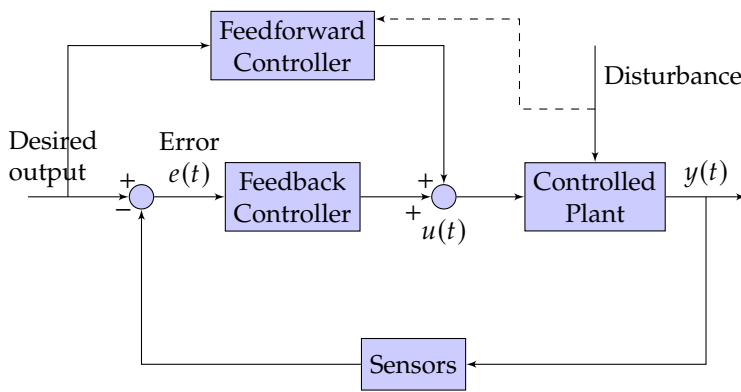 Feedforward
Controller
Disturbance
Desired
output
Error
e(t)
+
−
Feedback
Controller
+
+
u(t)
Controlled
Plant
y(t)
Sensors